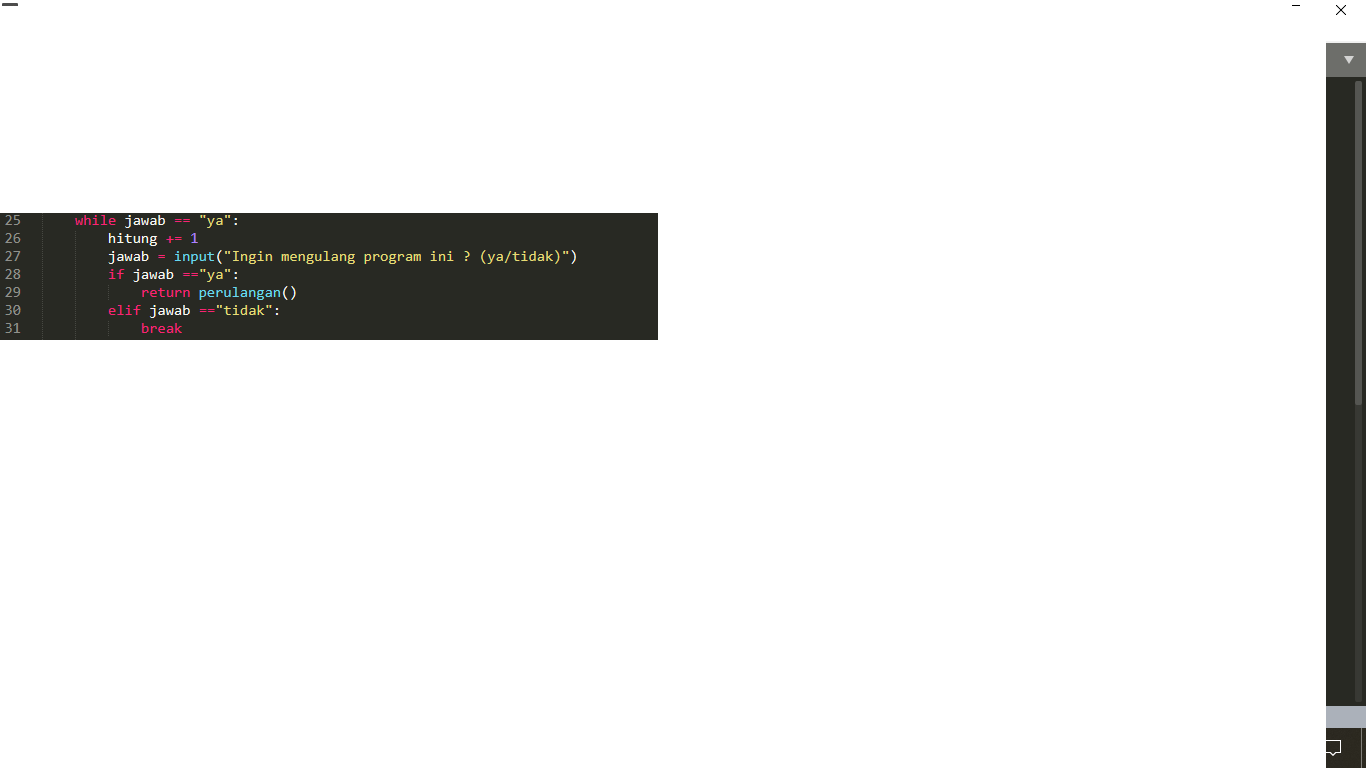 25 while jawab == "ya":
26 hitung += 1
27 jawab = input("Ingin mengulang program ini ? (ya/tidak)")
28 if jawab =="ya":
29 return perulangan()
30 elif jawab =="tidak":
31 break